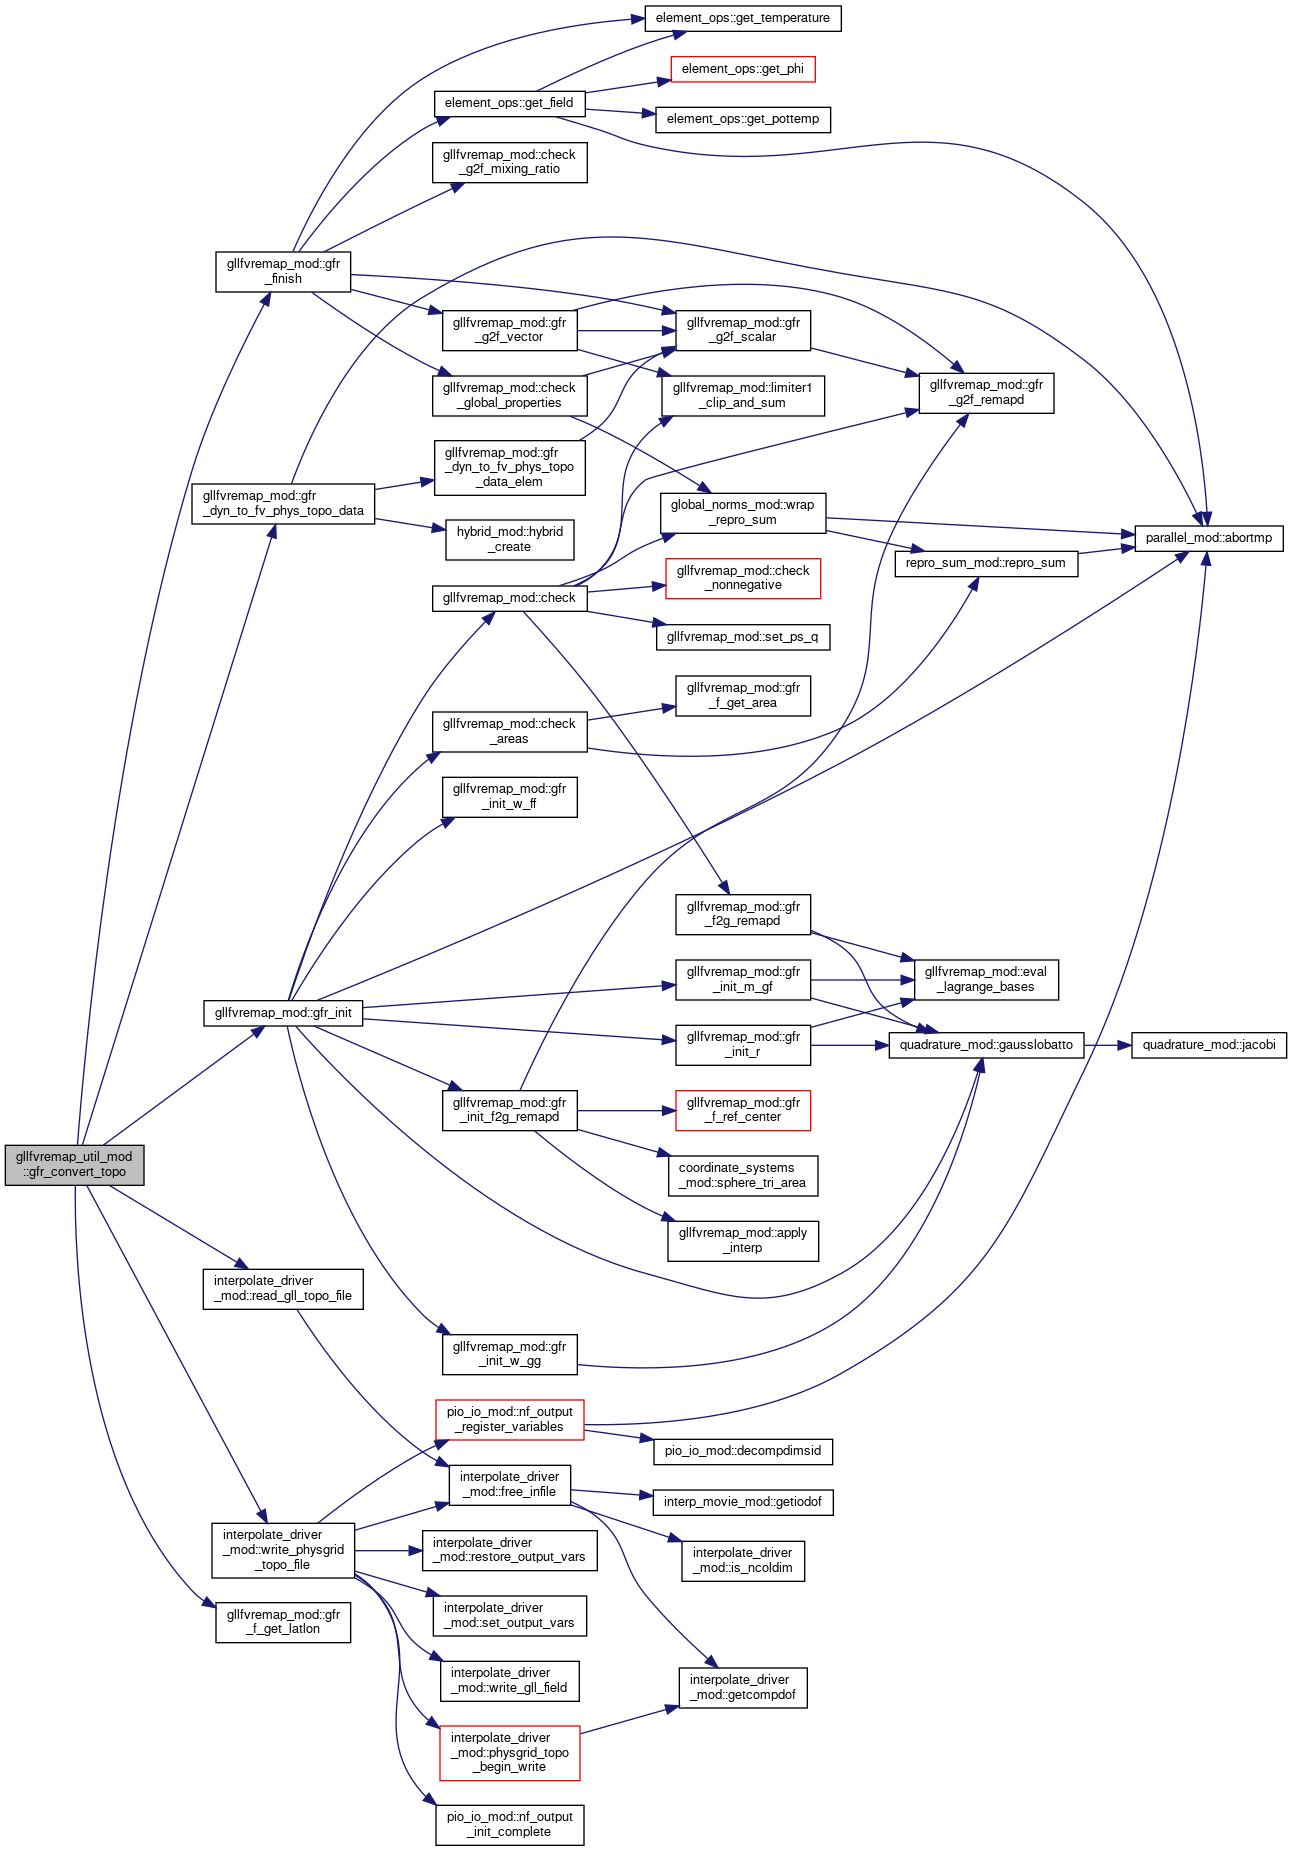 element_ops::get_temperature
element_ops::get_phi
element_ops::get_field
element_ops::get_pottemp
gllfvremap_mod::check
_g2f_mixing_ratio
gllfvremap_mod::gfr
_finish
gllfvremap_mod::gfr
_g2f_vector
gllfvremap_mod::gfr
_g2f_scalar
gllfvremap_mod::check
_global_properties
gllfvremap_mod::limiter1
_clip_and_sum
gllfvremap_mod::gfr
_g2f_remapd
gllfvremap_mod::gfr
_dyn_to_fv_phys_topo
_data_elem
gllfvremap_mod::gfr
_dyn_to_fv_phys_topo_data
global_norms_mod::wrap
_repro_sum
hybrid_mod::hybrid
_create
parallel_mod::abortmp
repro_sum_mod::repro_sum
gllfvremap_mod::check
_nonnegative
gllfvremap_mod::check
gllfvremap_mod::set_ps_q
gllfvremap_mod::gfr
_f_get_area
gllfvremap_mod::check
_areas
gllfvremap_mod::gfr
_init_w_ff
gllfvremap_mod::gfr
_f2g_remapd
gllfvremap_mod::gfr
_init_m_gf
gllfvremap_mod::eval
_lagrange_bases
gllfvremap_mod::gfr_init
gllfvremap_mod::gfr
_init_r
quadrature_mod::gausslobatto
quadrature_mod::jacobi
gllfvremap_mod::gfr
_init_f2g_remapd
gllfvremap_mod::gfr
_f_ref_center
gllfvremap_util_mod
::gfr_convert_topo
coordinate_systems
_mod::sphere_tri_area
gllfvremap_mod::apply
_interp
interpolate_driver
_mod::read_gll_topo_file
gllfvremap_mod::gfr
_init_w_gg
pio_io_mod::nf_output
_register_variables
pio_io_mod::decompdimsid
interpolate_driver
_mod::free_infile
interp_movie_mod::getiodof
interpolate_driver
_mod::write_physgrid
_topo_file
interpolate_driver
_mod::restore_output_vars
interpolate_driver
_mod::is_ncoldim
interpolate_driver
_mod::set_output_vars
gllfvremap_mod::gfr
_f_get_latlon
interpolate_driver
_mod::write_gll_field
interpolate_driver
_mod::getcompdof
interpolate_driver
_mod::physgrid_topo
_begin_write
pio_io_mod::nf_output
_init_complete